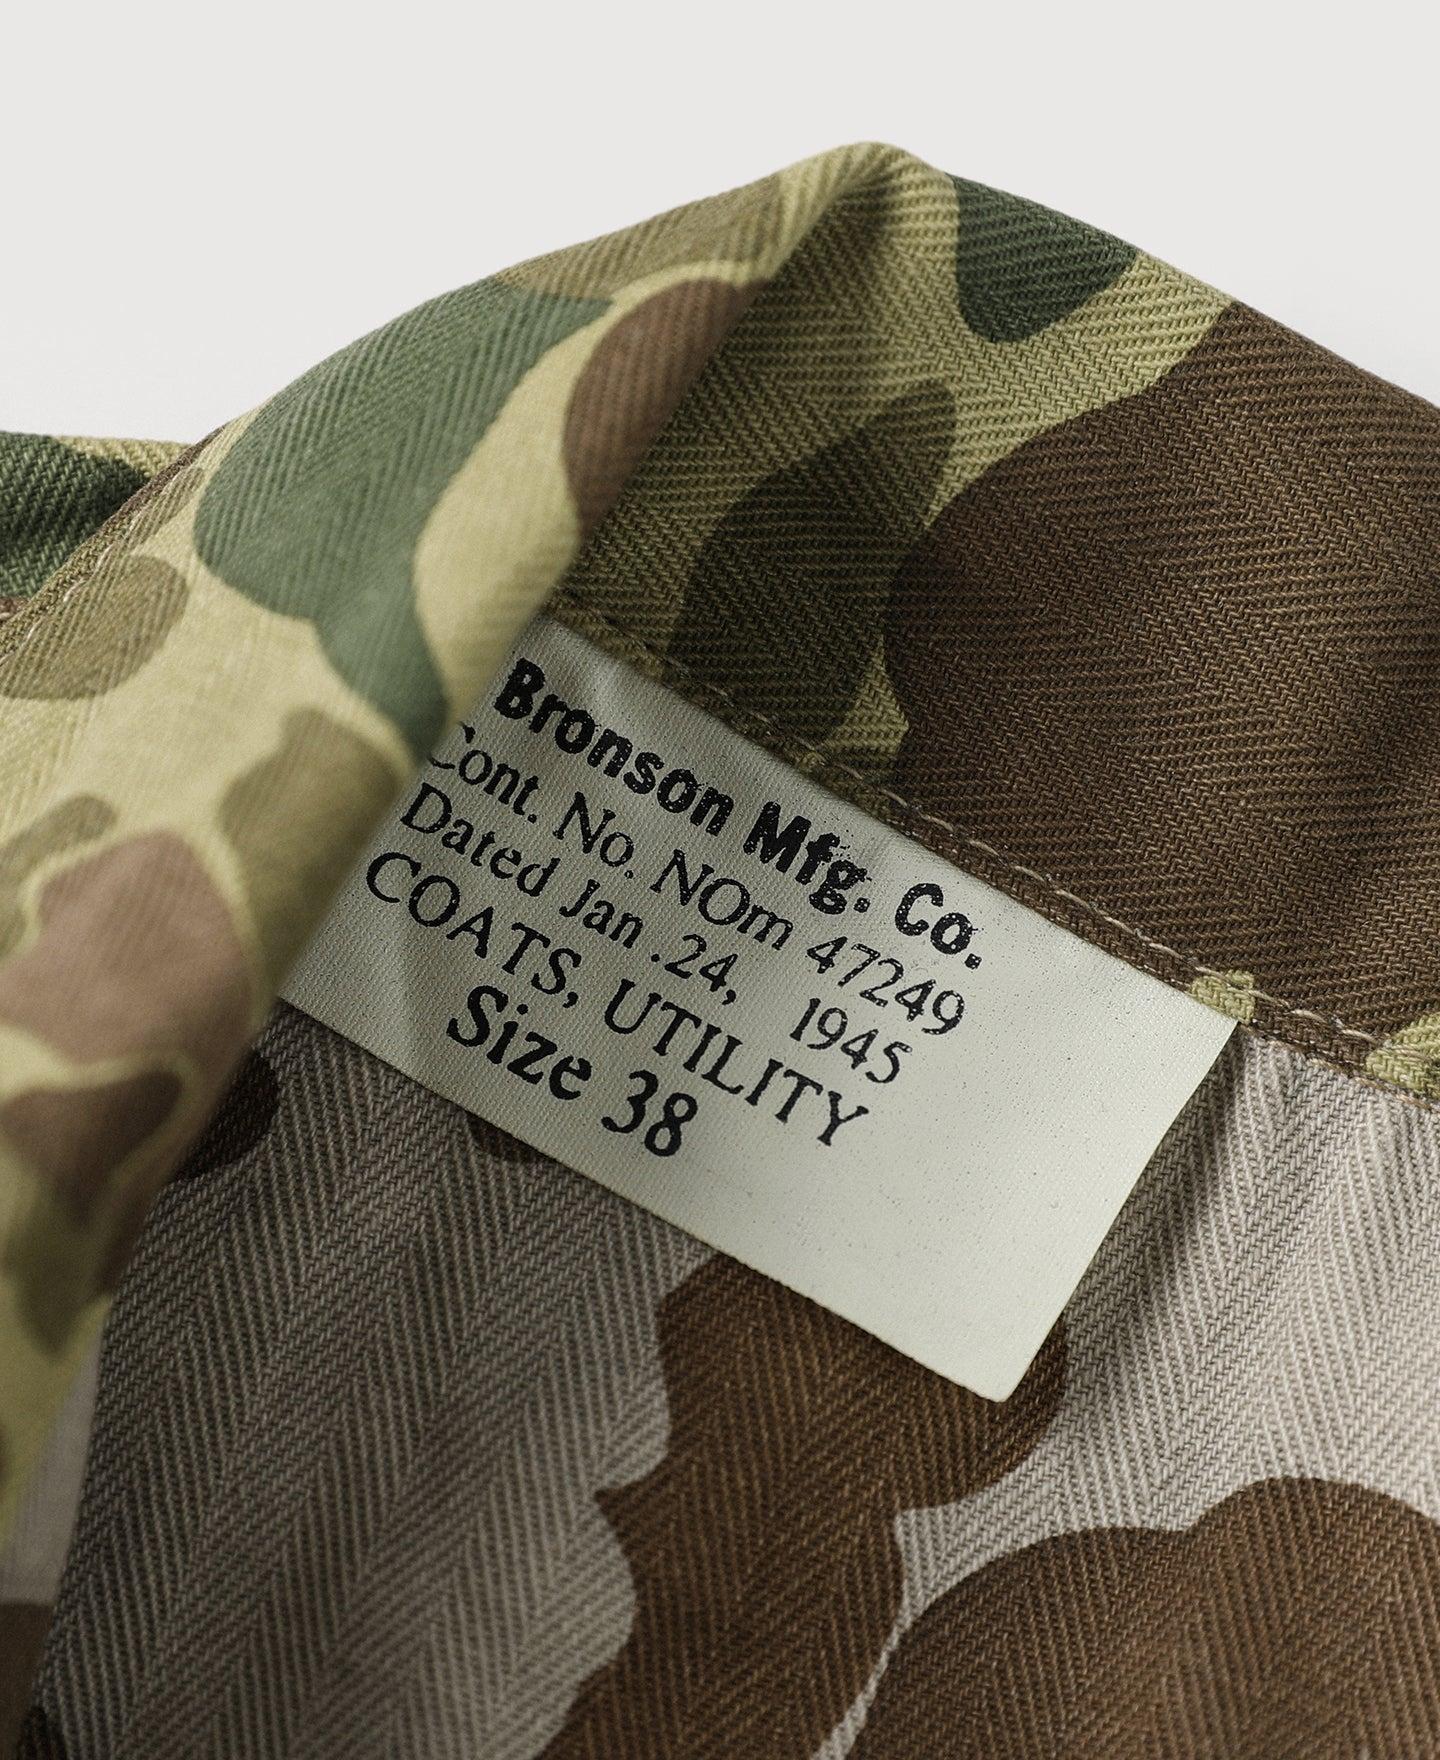 Bronson Mfg. Co.
Cont. No. NOm 47249
Dated Jan .24, 1945
COATS, UTILITY
Size 38